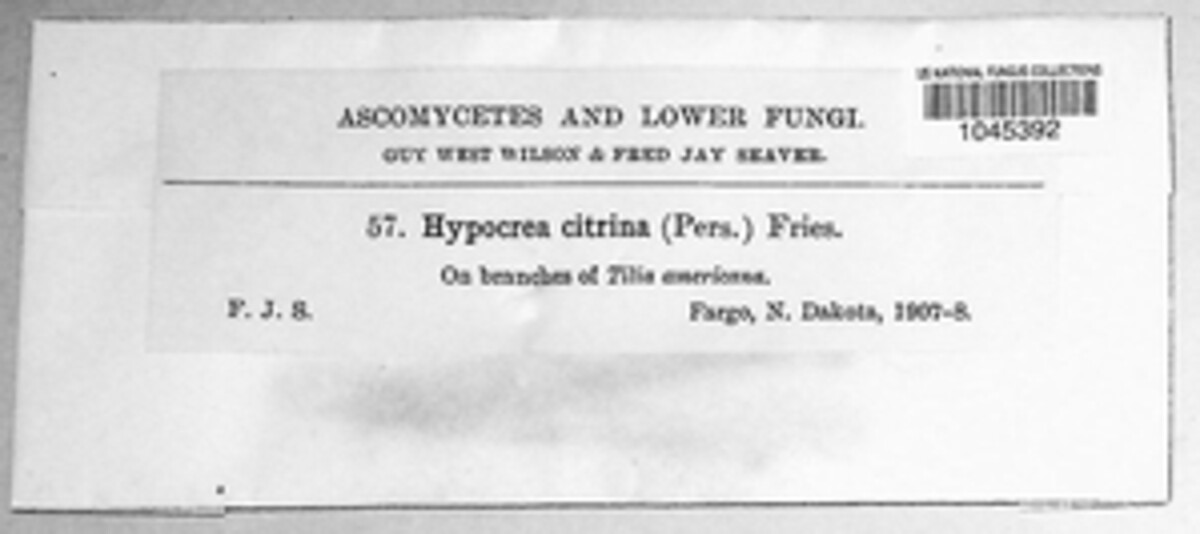 US NATIONAL FUNGUS COLLECTIONS
1045392
ASCOMYCETES AND LOWER FUNGI.
GUY WEST WILSON & FRED JAY SEAVER.
57. Hypocrea citrina (Pers.) Fries.
On branches of Tilia americana.
F. J. S.
Fargo, N. Dakota, 1907-8.